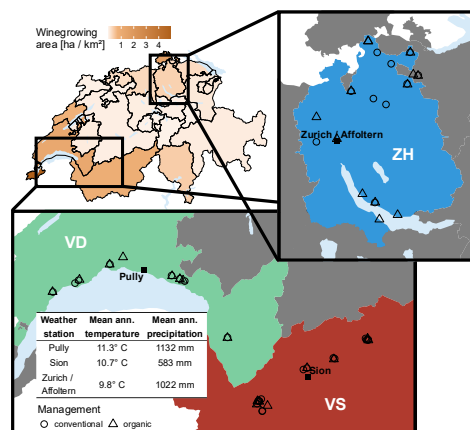 Winegrowing
area [ha / km²]
1 2 3 4
Zurich / Affoltern
ZH
VD
Pully
Weather station Mean ann. temperature Mean ann. precipitation
Pully 11.3° C 1132 mm
Sion 10.7° C 583 mm
Zurich / Affoltern 9.8° C 1022 mm
Sion
VS
Management
conventional organic